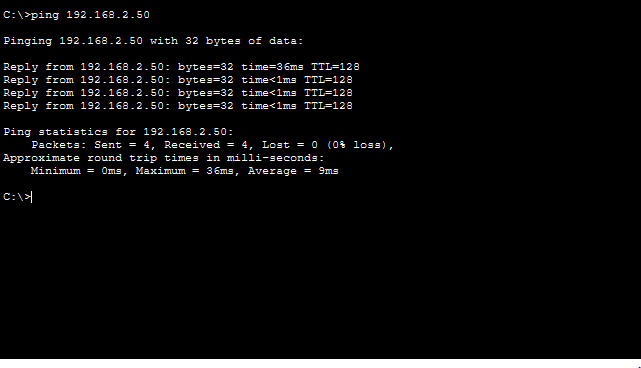 C:\>ping 192.168.2.50
Pinging 192.168.2.50 with 32 bytes of data:
Reply from 192.168.2.50: bytes=32 time=36ms TTL=128
Reply from 192.168.2.50: bytes=32 time<1ms TTL=128
Reply from 192.168.2.50: bytes=32 time<1ms TTL=128
Reply from 192.168.2.50: bytes=32 time<1ms TTL=128
Ping statistics for 192.168.2.50:
    Packets: Sent = 4, Received = 4, Lost = 0 (0% loss),
Approximate round trip times in milli-seconds:
    Minimum = 0ms, Maximum = 36ms, Average = 9ms
C:\>